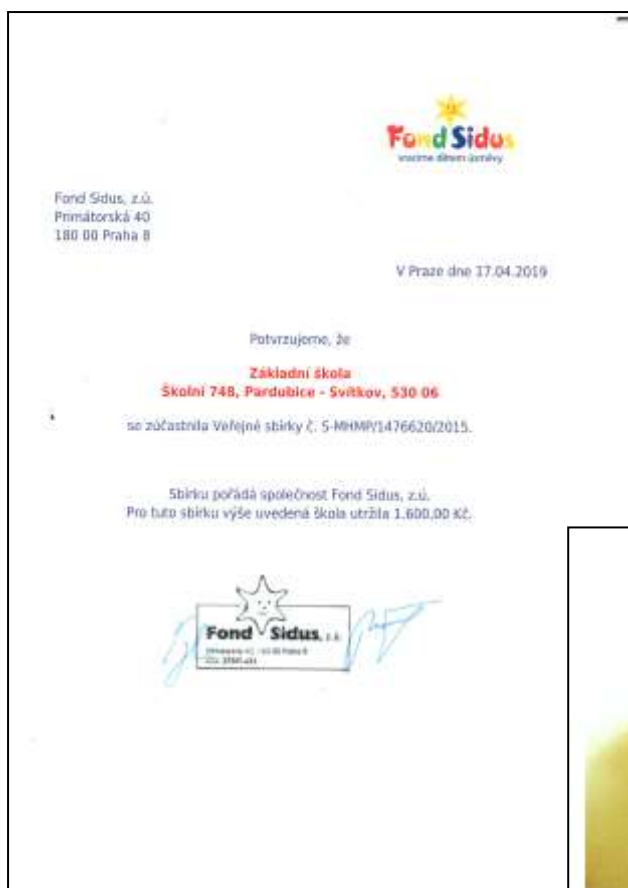 Fond Sidus
vracíme dětem úsměvy
Fond Sidus, z.ú.
Primátorská 40
180 00 Praha 8
V Praze dne 17.04.2019
Potvrzujeme, že
Základní škola
Školní 748, Pardubice - Svítkov, 530 06
se zúčastnila Veřejné sbírky č. S-MHMP/1476620/2015.
Sbírku pořádá společnost Fond Sidus, z.ú.
Pro tuto sbírku výše uvedená škola utržila 1.600,00 Kč.
Fond Sidus, z.ú.